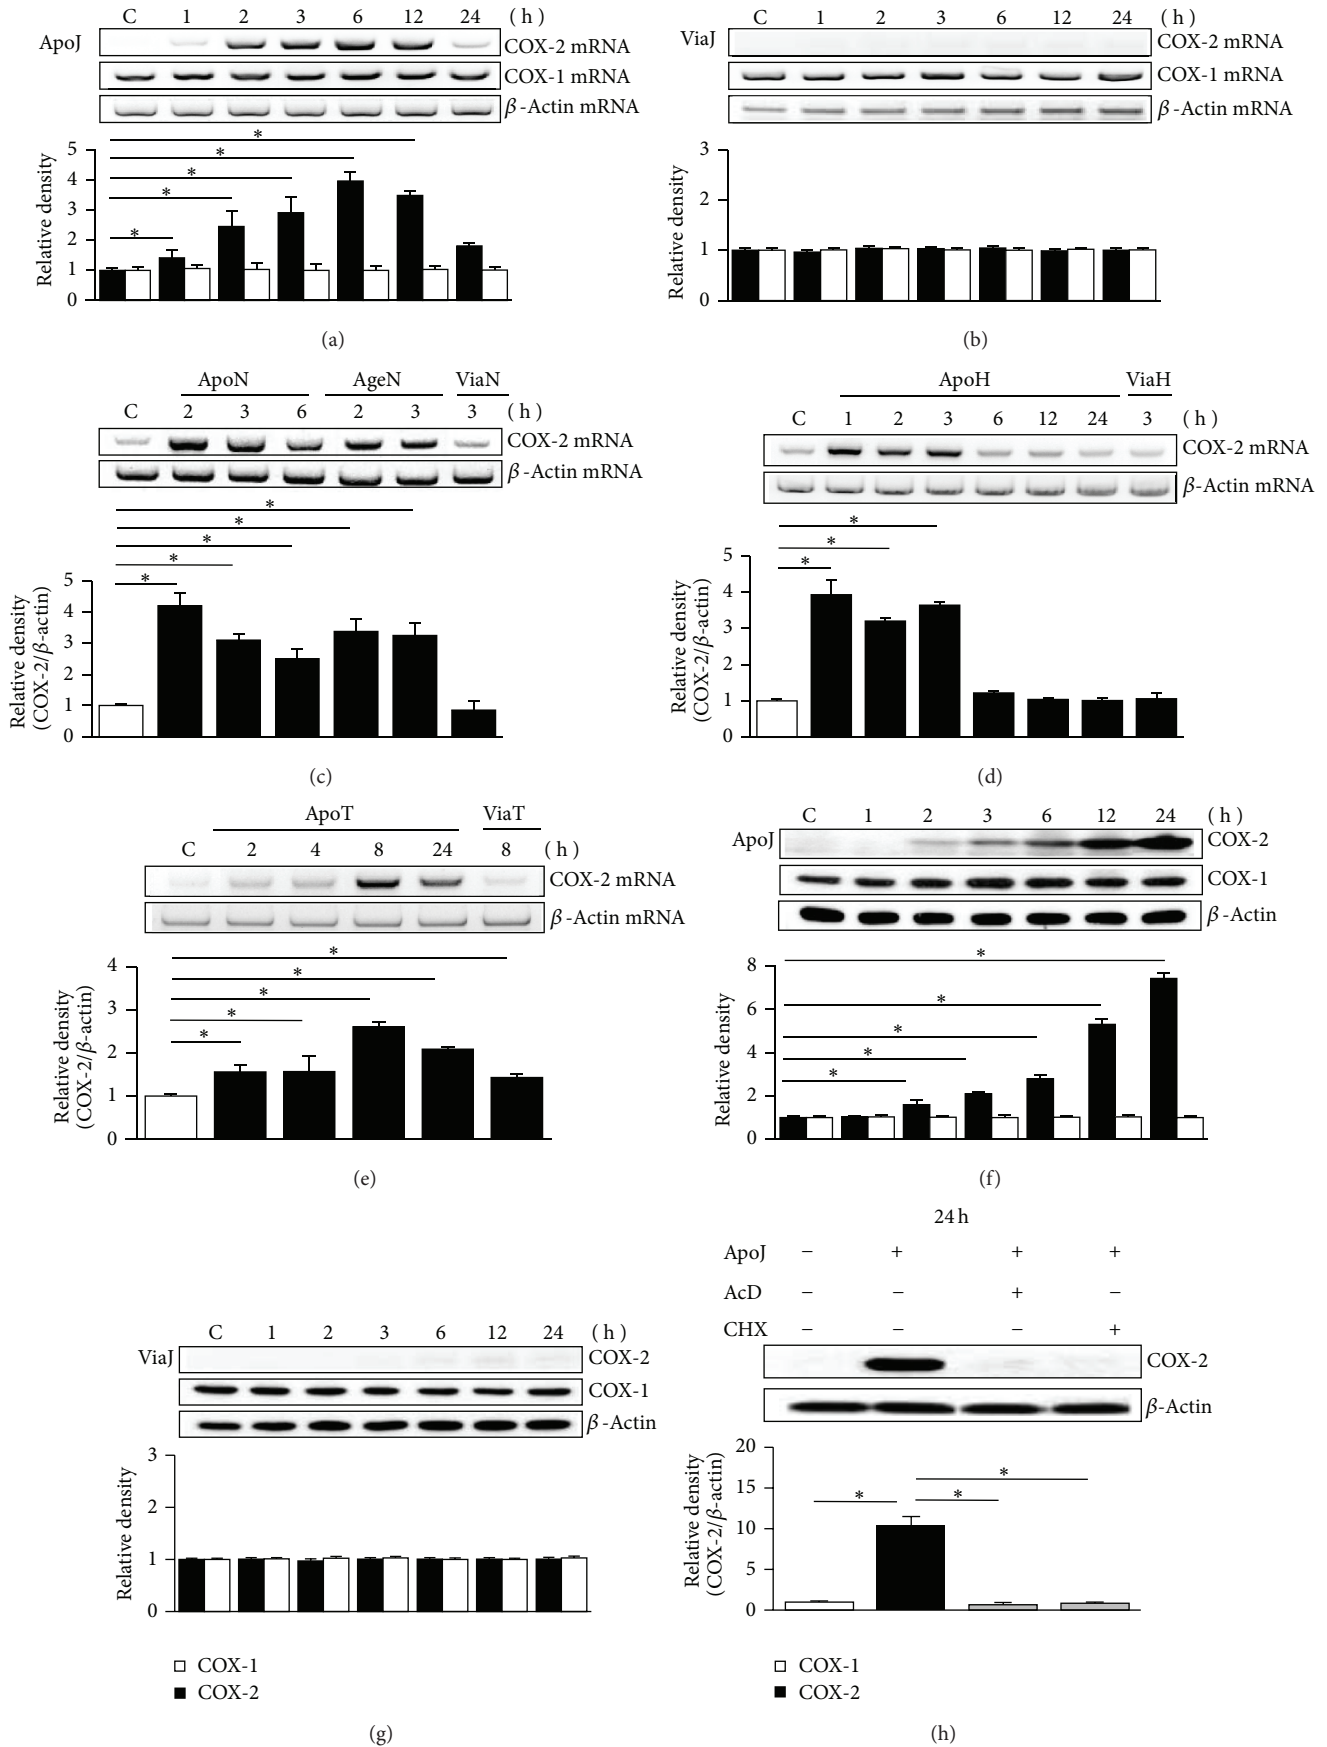 C 1 2 3 6 12 24 (h)
ApoJ
COX-2 mRNA
COX-1 mRNA
β-Actin mRNA
* * * * *
Relative density
5
4
3
2
1
0
(a)
C 1 2 3 6 12 24 (h)
ViaJ
COX-2 mRNA
COX-1 mRNA
β-Actin mRNA
Relative density
3
2
1
0
(b)
ApoN AgeN ViaN
C 2 3 6 2 3 3 (h)
COX-2 mRNA
β-Actin mRNA
* * * * *
Relative density
(COX-2/β-actin)
5
4
3
2
1
0
(c)
ApoH ViaH
C 1 2 3 6 12 24 3 (h)
COX-2 mRNA
β-Actin mRNA
* * *
Relative density
(COX-2/β-actin)
5
4
3
2
1
0
(d)
ApoT ViaT
C 2 4 8 24 8 (h)
COX-2 mRNA
β-Actin mRNA
* * * * *
Relative density
(COX-2/β-actin)
4
3
2
1
0
(e)
C 1 2 3 6 12 24 (h)
ApoJ
COX-2
COX-1
β-Actin
* * * * *
Relative density
8
6
4
2
0
(f)
C 1 2 3 6 12 24 (h)
ViaJ
COX-2
COX-1
β-Actin
Relative density
3
2
1
0
COX-1
COX-2
(g)
24 h
ApoJ − + + +
AcD − − + −
CHX − − − +
COX-2
β-Actin
* * *
Relative density
(COX-2/β-actin)
20
15
10
5
0
COX-1
COX-2
(h)